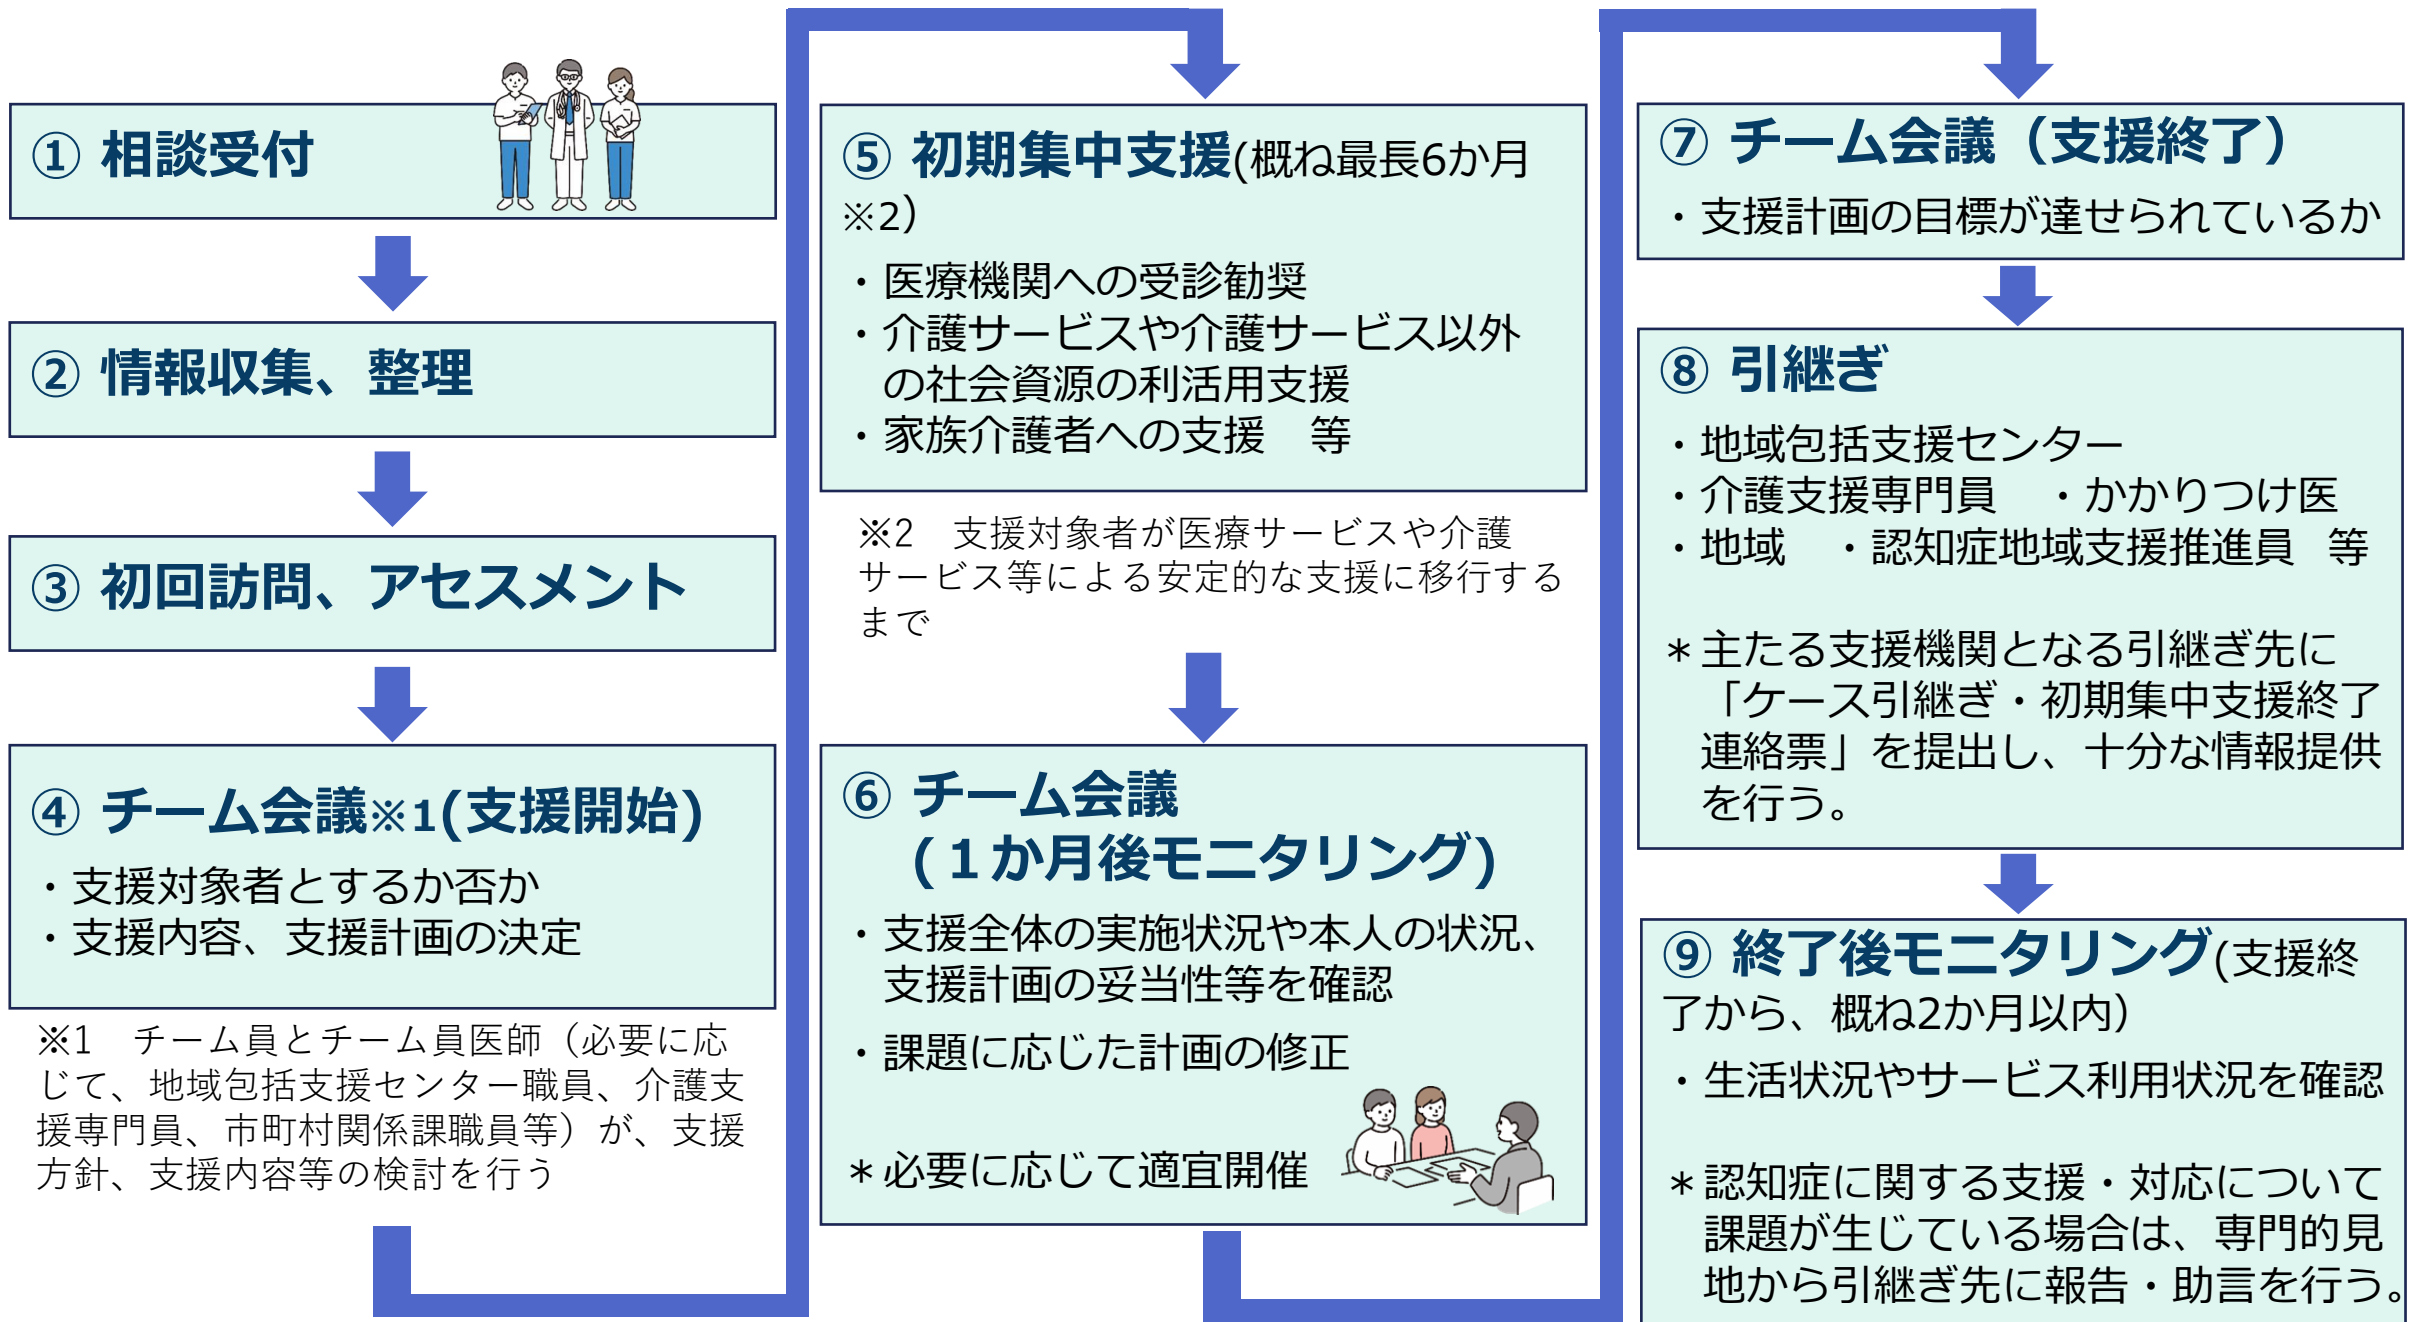 ① 相談受付
② 情報収集、整理
③ 初回訪問、アセスメント
④ チーム会議※1(支援開始)
・支援対象者とするか否か
・支援内容、支援計画の決定
※1　チーム員とチーム員医師（必要に応
じて、地域包括支援センター職員、介護支
援専門員、市町村関係課職員等）が、支援
方針、支援内容等の検討を行う
⑤ 初期集中支援(概ね最長6か月
※2）
・医療機関への受診勧奨
・介護サービスや介護サービス以外
の社会資源の利活用支援
・家族介護者への支援　等
※2　支援対象者が医療サービスや介護
サービス等による安定的な支援に移行する
まで
⑥ チーム会議
(１か月後モニタリング)
・支援全体の実施状況や本人の状況、
支援計画の妥当性等を確認
・課題に応じた計画の修正
＊必要に応じて適宜開催
⑦ チーム会議（支援終了）
・支援計画の目標が達せられているか
⑧ 引継ぎ
・地域包括支援センター
・介護支援専門員　・かかりつけ医
・地域　・認知症地域支援推進員　等
＊主たる支援機関となる引継ぎ先に
「ケース引継ぎ・初期集中支援終了
連絡票」を提出し、十分な情報提供
を行う。
⑨ 終了後モニタリング(支援終
了から、概ね2か月以内）
・生活状況やサービス利用状況を確認
＊認知症に関する支援・対応について
課題が生じている場合は、専門的見
地から引継ぎ先に報告・助言を行う。